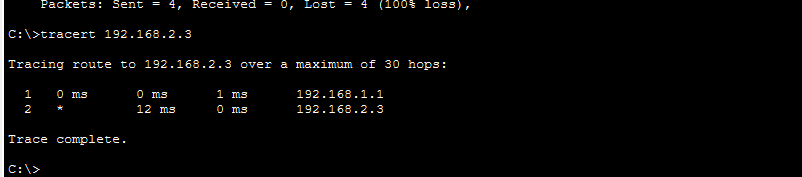 Packets: Sent = 4, Received = 0, Lost = 4 (100% loss),
C:\>tracert 192.168.2.3
Tracing route to 192.168.2.3 over a maximum of 30 hops:
1 0 ms 0 ms 1 ms 192.168.1.1
2 * 12 ms 0 ms 192.168.2.3
Trace complete.
C:\>